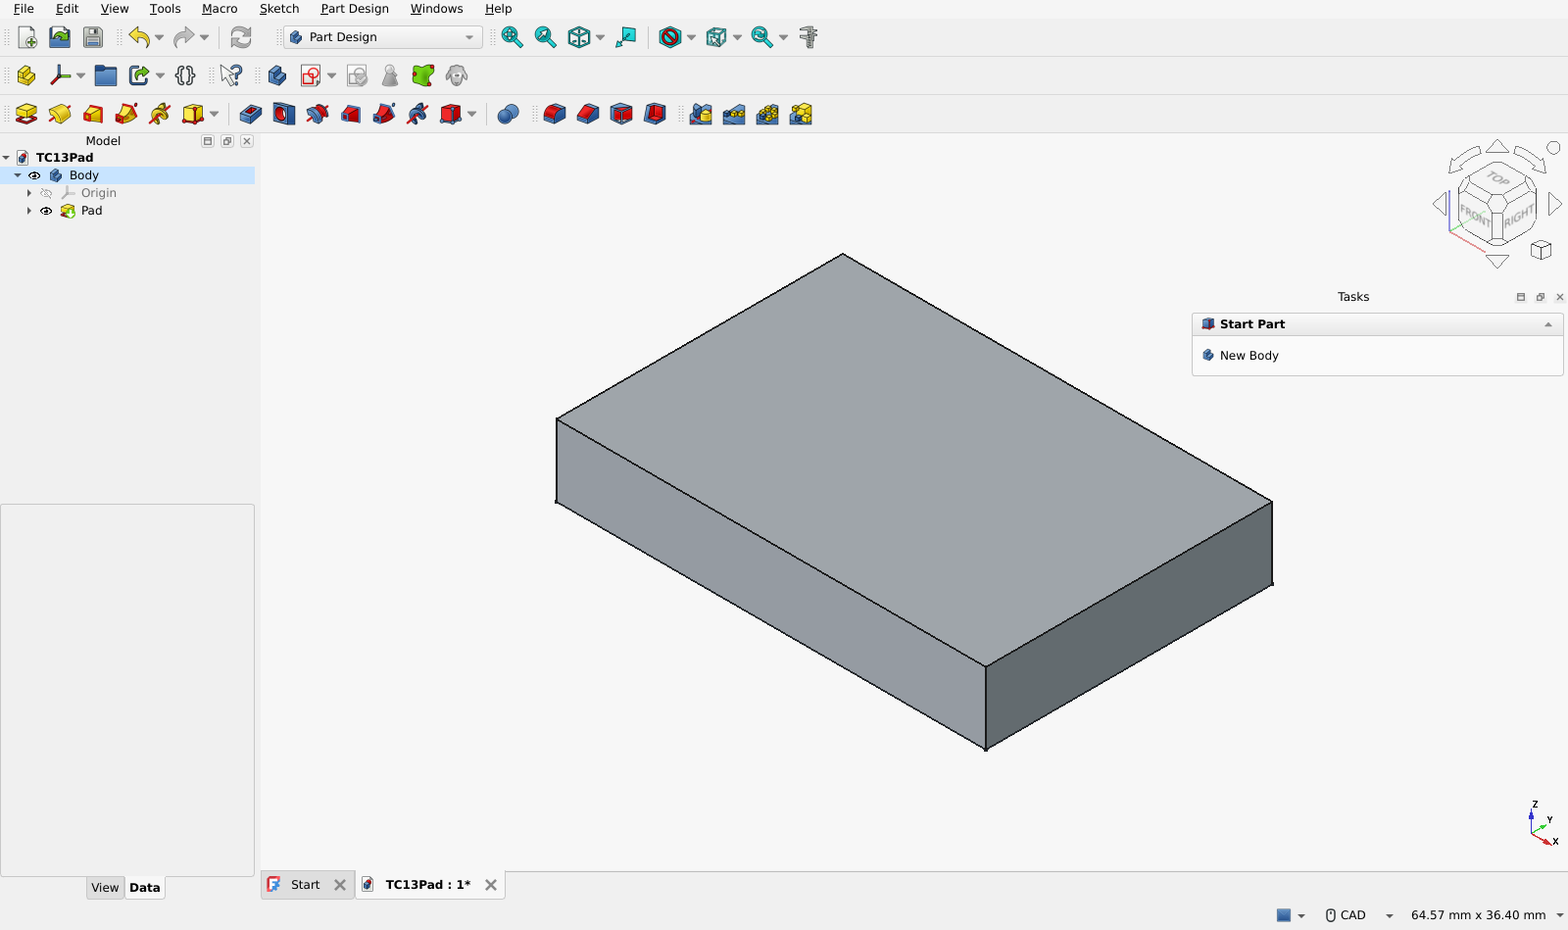 File Edit View Tools Macro Sketch Part Design Windows Help
Part Design
Model
TC13Pad
Body
Origin
Pad
TOP
FRONT
RIGHT
Tasks
Start Part
New Body
Z
Y
X
View Data
Start
TC13Pad : 1*
CAD
64.57 mm x 36.40 mm